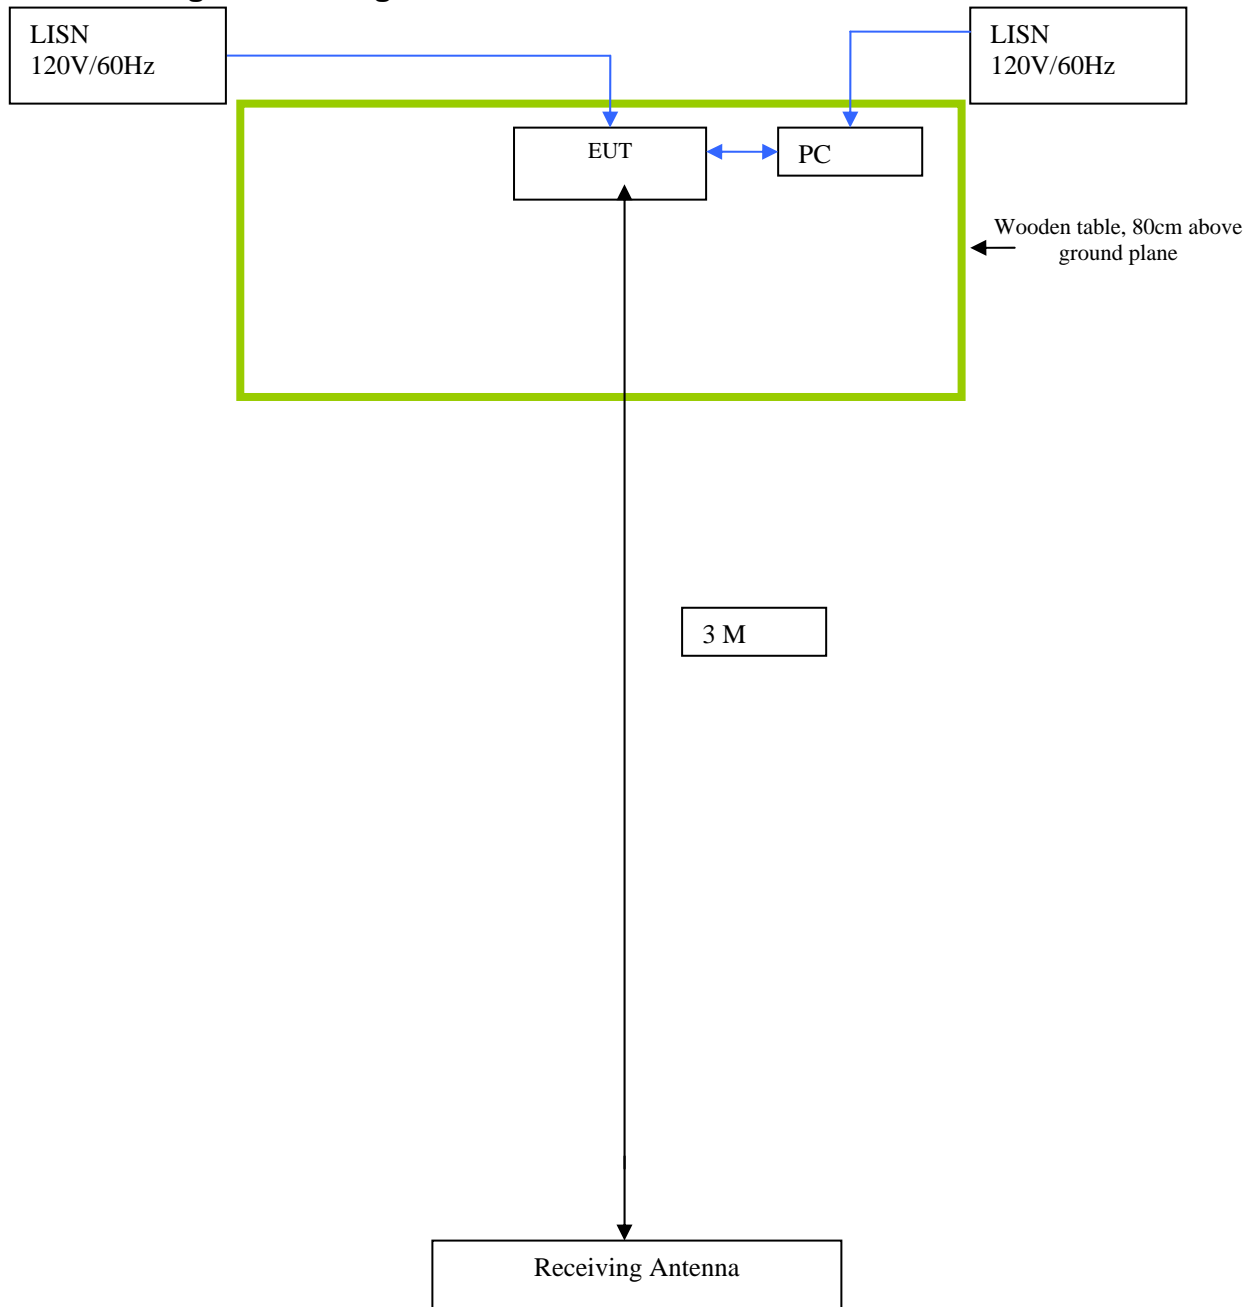 LISN
120V/60Hz
LISN
120V/60Hz
EUT
PC
Wooden table, 80cm above
ground plane
3 M
Receiving Antenna